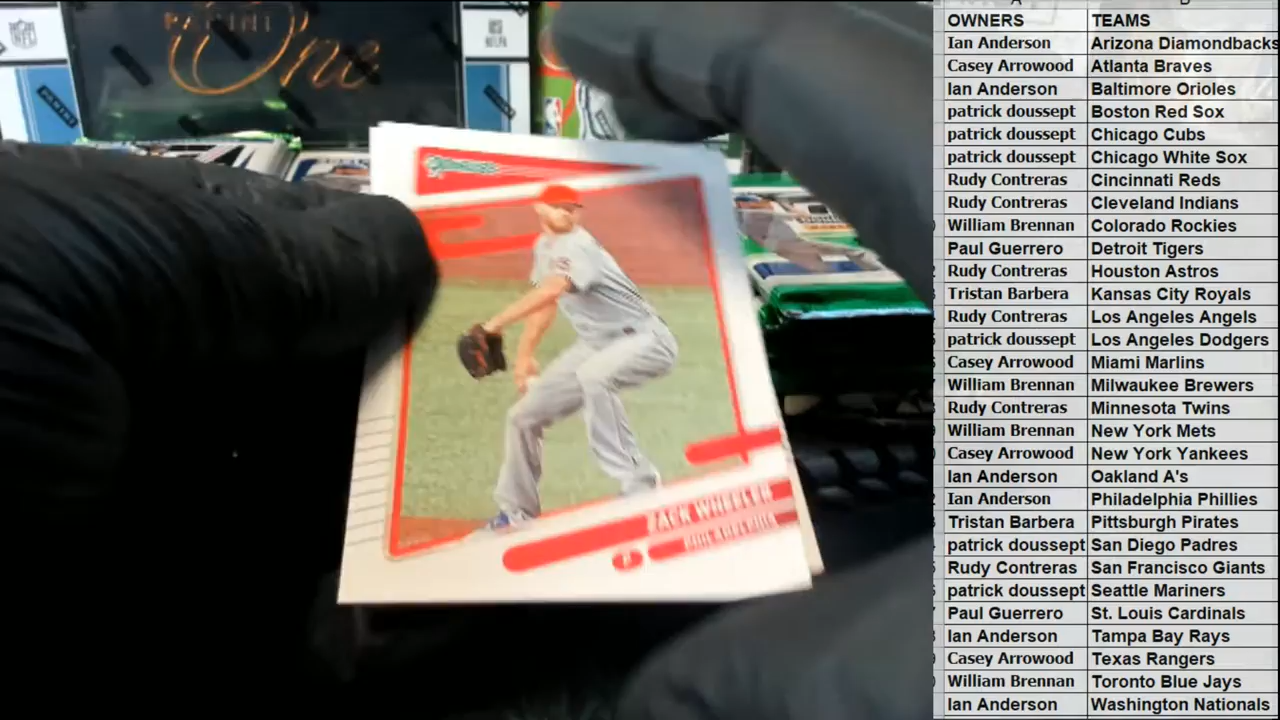 PANINI
One
NFL
NFLPA
PANINI
Donruss
ZACK WHEELER
PHILADELPHIA
P
OWNERS TEAMS
Ian Anderson Arizona Diamondbacks
Casey Arrowood Atlanta Braves
Ian Anderson Baltimore Orioles
patrick doussept Boston Red Sox
patrick doussept Chicago Cubs
patrick doussept Chicago White Sox
Rudy Contreras Cincinnati Reds
Rudy Contreras Cleveland Indians
William Brennan Colorado Rockies
Paul Guerrero Detroit Tigers
Rudy Contreras Houston Astros
Tristan Barbera Kansas City Royals
Rudy Contreras Los Angeles Angels
patrick doussept Los Angeles Dodgers
Casey Arrowood Miami Marlins
William Brennan Milwaukee Brewers
Rudy Contreras Minnesota Twins
William Brennan New York Mets
Casey Arrowood New York Yankees
Ian Anderson Oakland A's
Ian Anderson Philadelphia Phillies
Tristan Barbera Pittsburgh Pirates
patrick doussept San Diego Padres
Rudy Contreras San Francisco Giants
patrick doussept Seattle Mariners
Paul Guerrero St. Louis Cardinals
Ian Anderson Tampa Bay Rays
Casey Arrowood Texas Rangers
William Brennan Toronto Blue Jays
Ian Anderson Washington Nationals